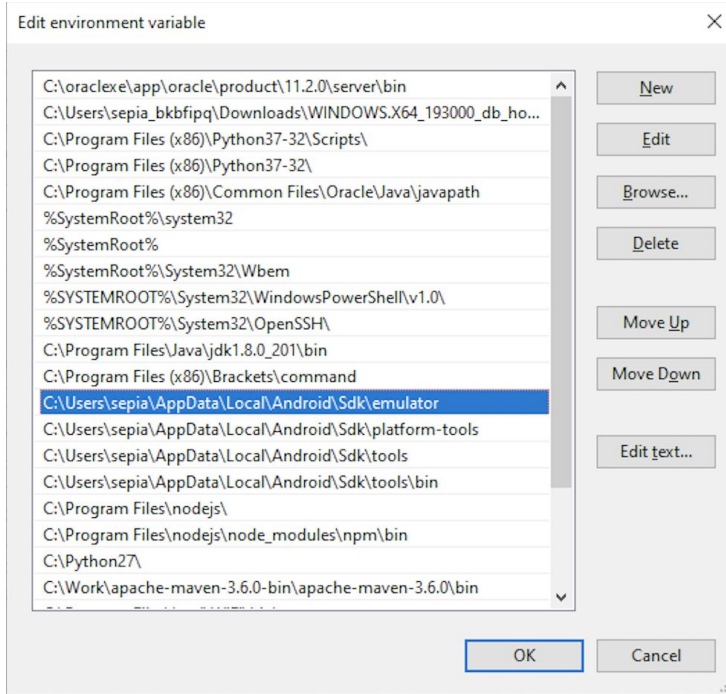 Edit environment variable
C:\oraclexe\app\oracle\product\11.2.0\server\bin
C:\Users\sepia_bkbfipq\Downloads\WINDOWS.X64_193000_db_ho...
C:\Program Files (x86)\Python37-32\Scripts\
C:\Program Files (x86)\Python37-32\
C:\Program Files (x86)\Common Files\Oracle\Java\javapath
%SystemRoot%\system32
%SystemRoot%
%SystemRoot%\System32\Wbem
%SYSTEMROOT%\System32\WindowsPowerShell\v1.0\
%SYSTEMROOT%\System32\OpenSSH\
C:\Program Files\Java\jdk1.8.0_201\bin
C:\Program Files (x86)\Brackets\command
C:\Users\sepia\AppData\Local\Android\Sdk\emulator
C:\Users\sepia\AppData\Local\Android\Sdk\platform-tools
C:\Users\sepia\AppData\Local\Android\Sdk\tools
C:\Users\sepia\AppData\Local\Android\Sdk\tools\bin
C:\Program Files\nodejs\
C:\Program Files\nodejs\node_modules\npm\bin
C:\Python27\
C:\Work\apache-maven-3.6.0-bin\apache-maven-3.6.0\bin
New
Edit
Browse...
Delete
Move Up
Move Down
Edit text...
OK
Cancel